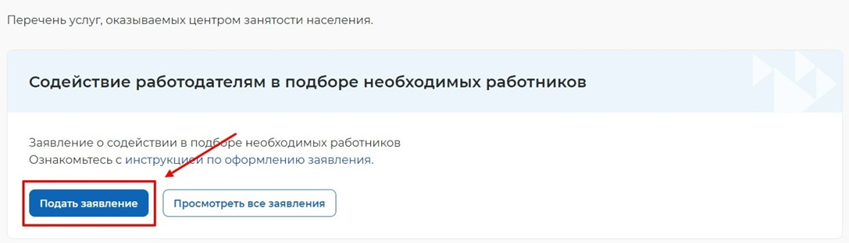 Перечень услуг, оказываемых центром занятости населения.
Содействие работодателям в подборе необходимых работников
Заявление о содействии в подборе необходимых работников
Ознакомьтесь с инструкцией по оформлению заявления.
Подать заявление
Просмотреть все заявления